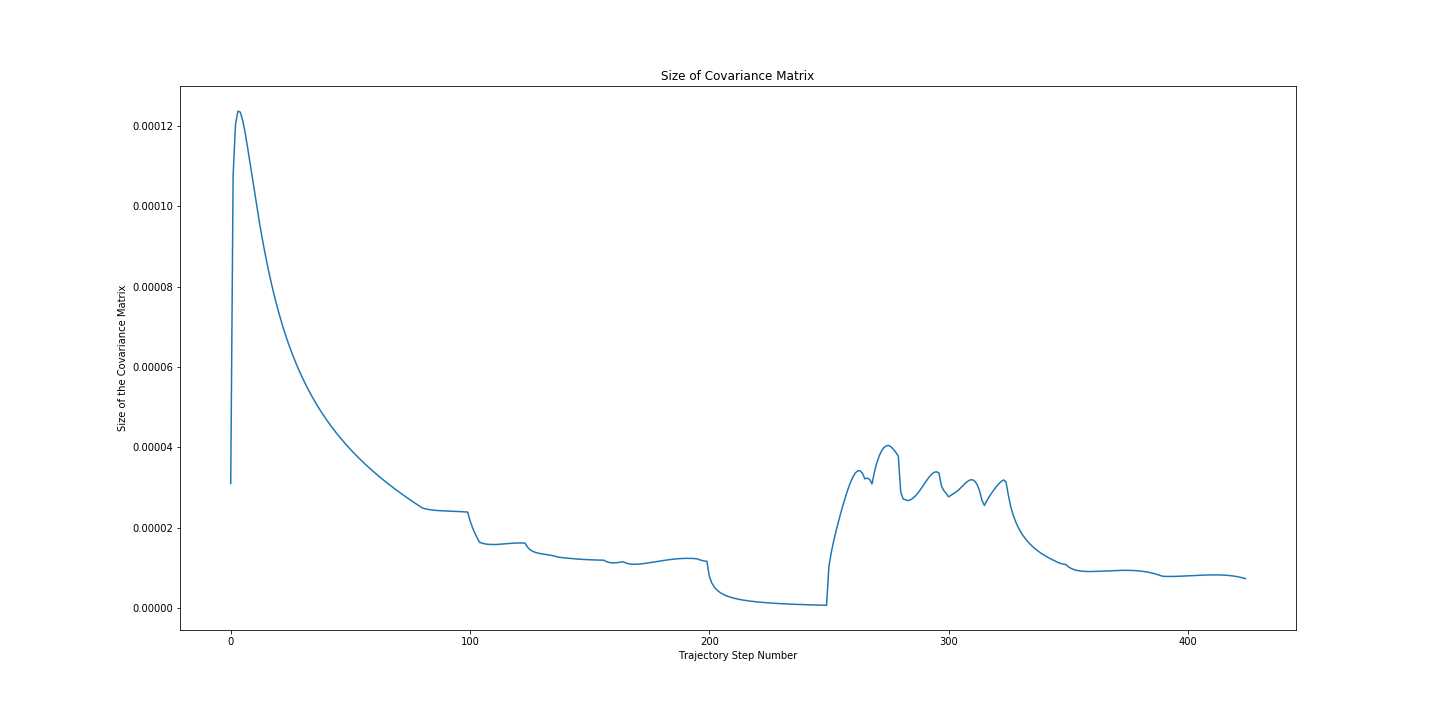 Size of Covariance Matrix
0.00012
0.00010
0.00008
0.00006
0.00004
0.00002
0.00000
Size of the Covariance Matrix
0 100 200 300 400
Trajectory Step Number